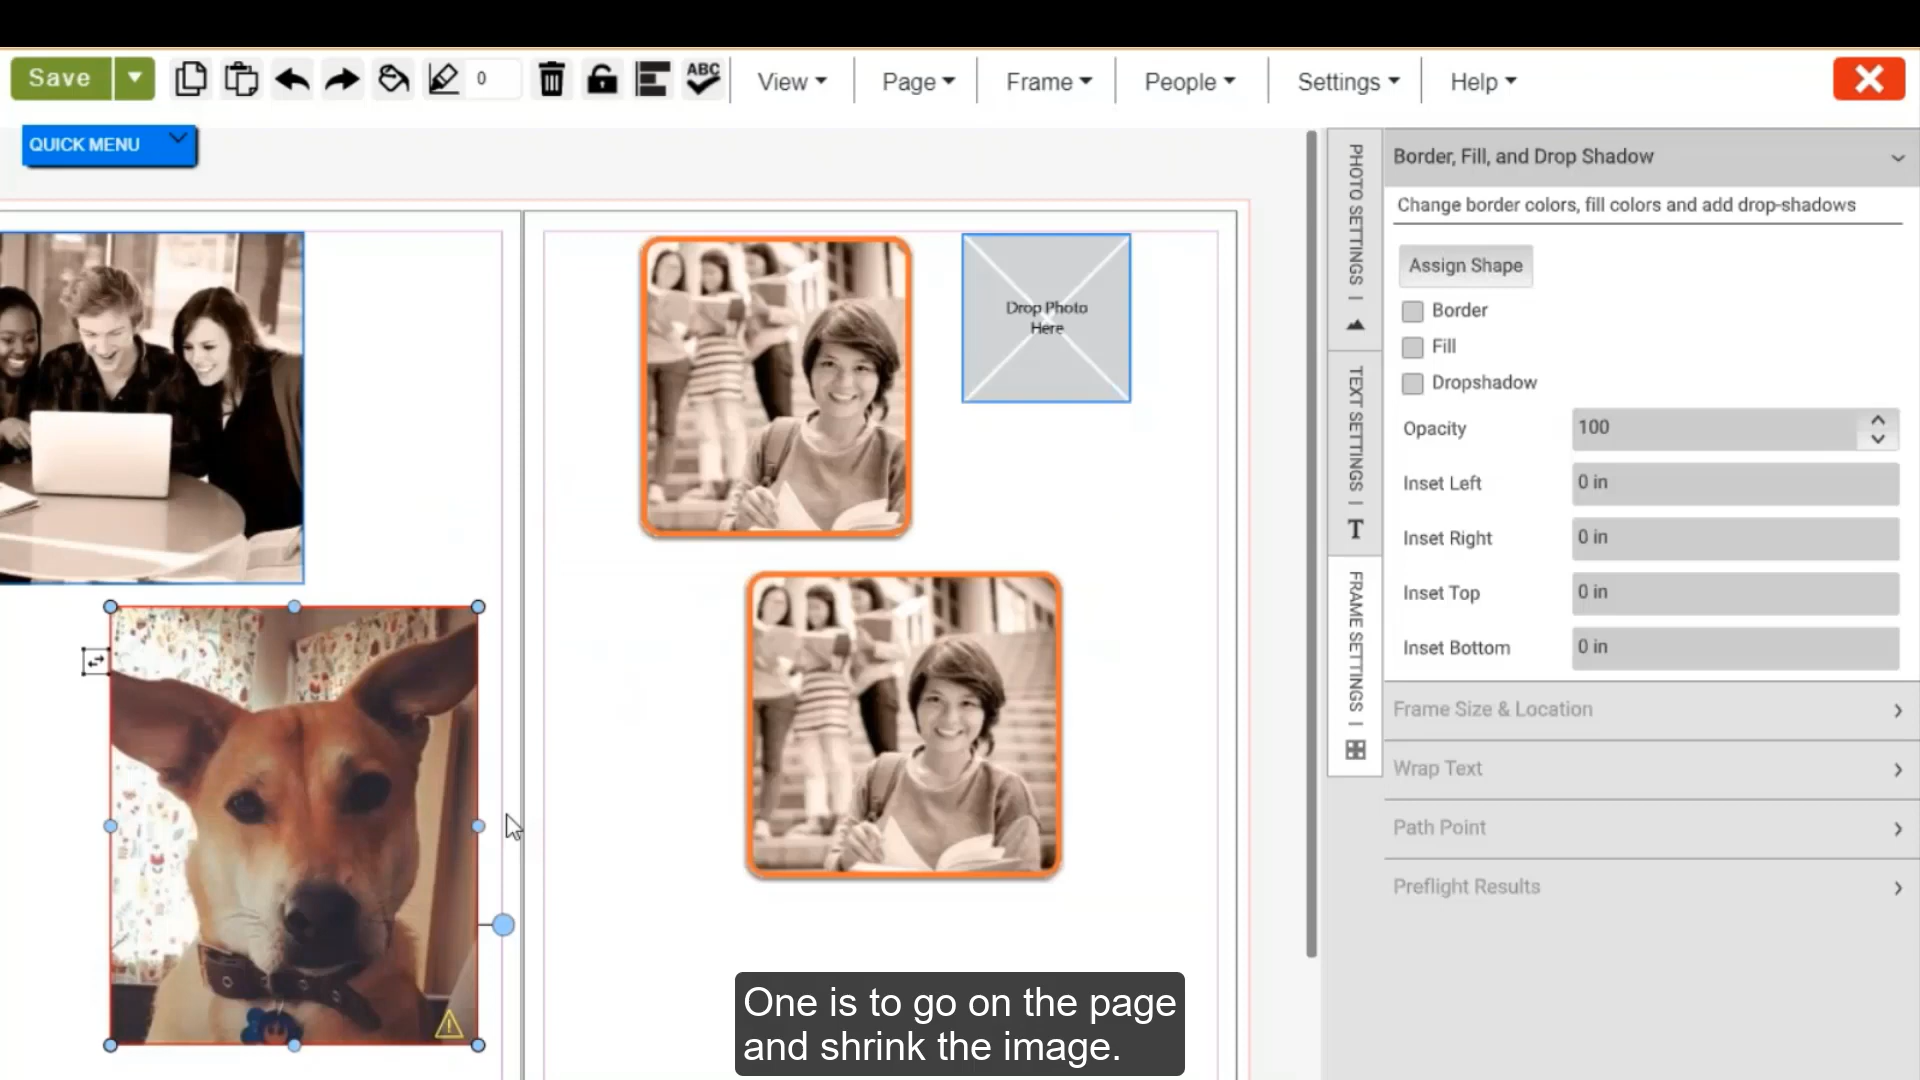 Save
0
ABC
View
Page
Frame
People
Settings
Help
QUICK MENU
Drop Photo
Here
PHOTO SETTINGS |
TEXT SETTINGS | T
FRAME SETTINGS |
Border, Fill, and Drop Shadow
Change border colors, fill colors and add drop-shadows
Assign Shape
Border
Fill
Dropshadow
Opacity 100
Inset Left 0 in
Inset Right 0 in
Inset Top 0 in
Inset Bottom 0 in
Frame Size & Location
Wrap Text
Path Point
Preflight Results
One is to go on the page
and shrink the image.